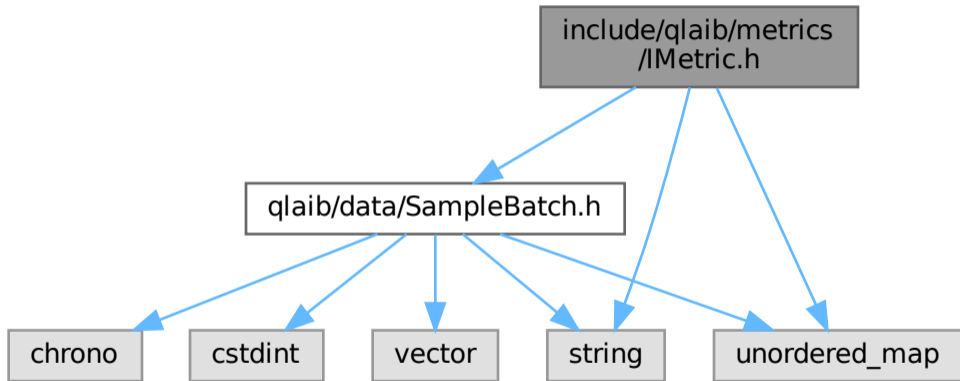 include/qlaib/metrics
/IMetric.h
qlaib/data/SampleBatch.h
chrono
cstdint
vector
string
unordered_map